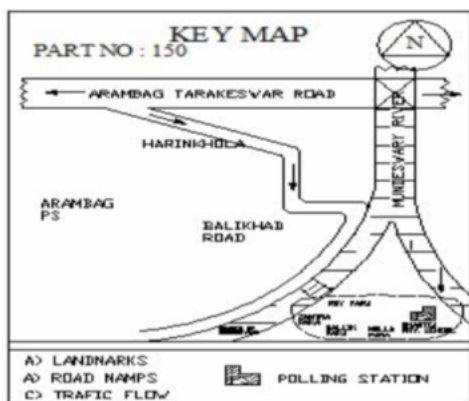 KEY MAP
PART NO : 150
N
ARAMBAG TARAKESVAR ROAD
MUNDESVARY RIVER
HARINKHOLA
ARAMBAG
PS
BALIKHAD
ROAD
A) LANDNARKS
A) ROAD NAMPS
C) TRAFIC FLOW
POLLING STATION